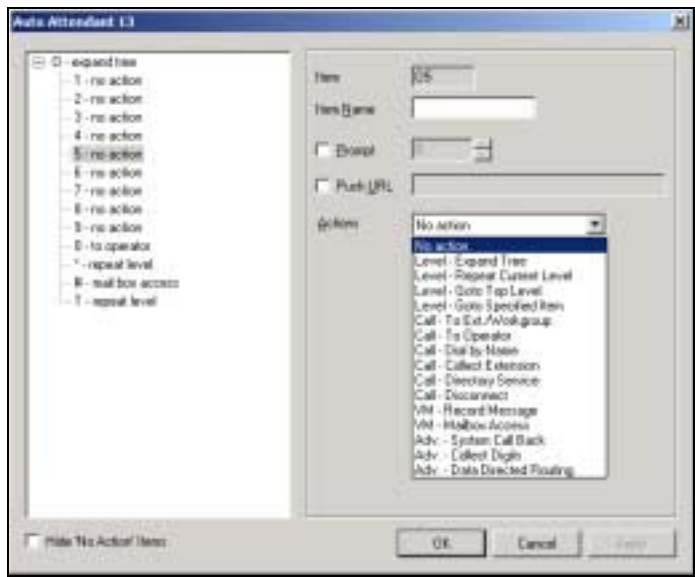 Auto Attendant 13
0 - expand tree
1 - no action
2 - no action
3 - no action
4 - no action
5 - no action
6 - no action
7 - no action
8 - no action
9 - no action
0 - to operator
* - repeat level
# - mail box access
T - repeat level
Hide 'No Action' Items
Item 05
Item Name
Prompt
Push URL
Actions No action
No action
Level - Expand Tree
Level - Repeat Current Level
Level - Goto Top Level
Level - Goto Specified Item
Call - To Ext./Workgroup
Call - To Operator
Call - Dial by Name
Call - Collect Extension
Call - Directory Service
Call - Disconnect
VM - Record Message
VM - Mailbox Access
Adv. - System Call Back
Adv. - Collect Digits
Adv. - Data Directed Routing
OK Cancel Apply